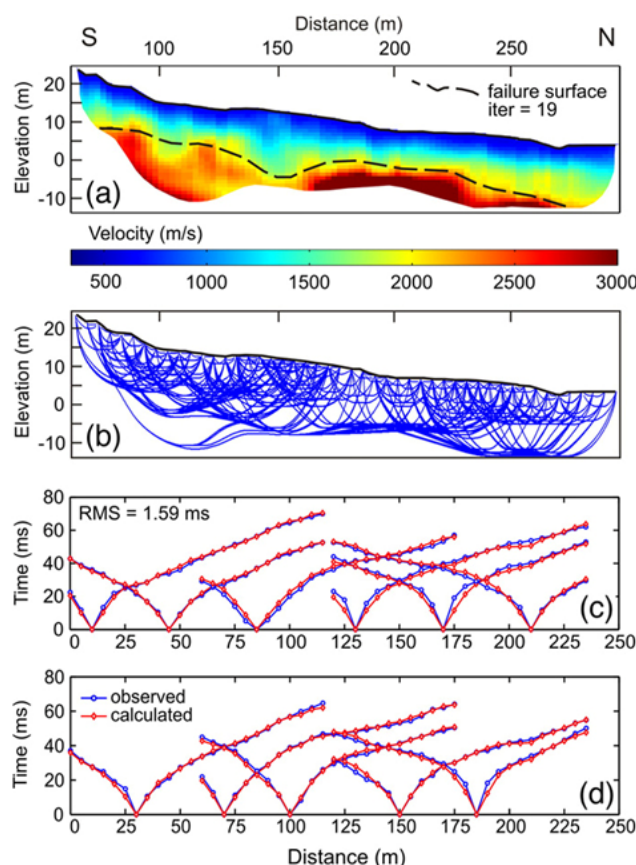 Distance (m)
S 100 150 200 250 N
20
10
0
-10
Elevation (m)
failure surface
iter = 19
(a)
Velocity (m/s)
500 1000 1500 2000 2500 3000
20
10
0
-10
Elevation (m)
(b)
80
60
40
20
0
Time (ms)
RMS = 1.59 ms
(c)
0 25 50 75 100 125 150 175 200 225 250
80
60
40
20
0
Time (ms)
observed
calculated
(d)
0 25 50 75 100 125 150 175 200 225 250
Distance (m)